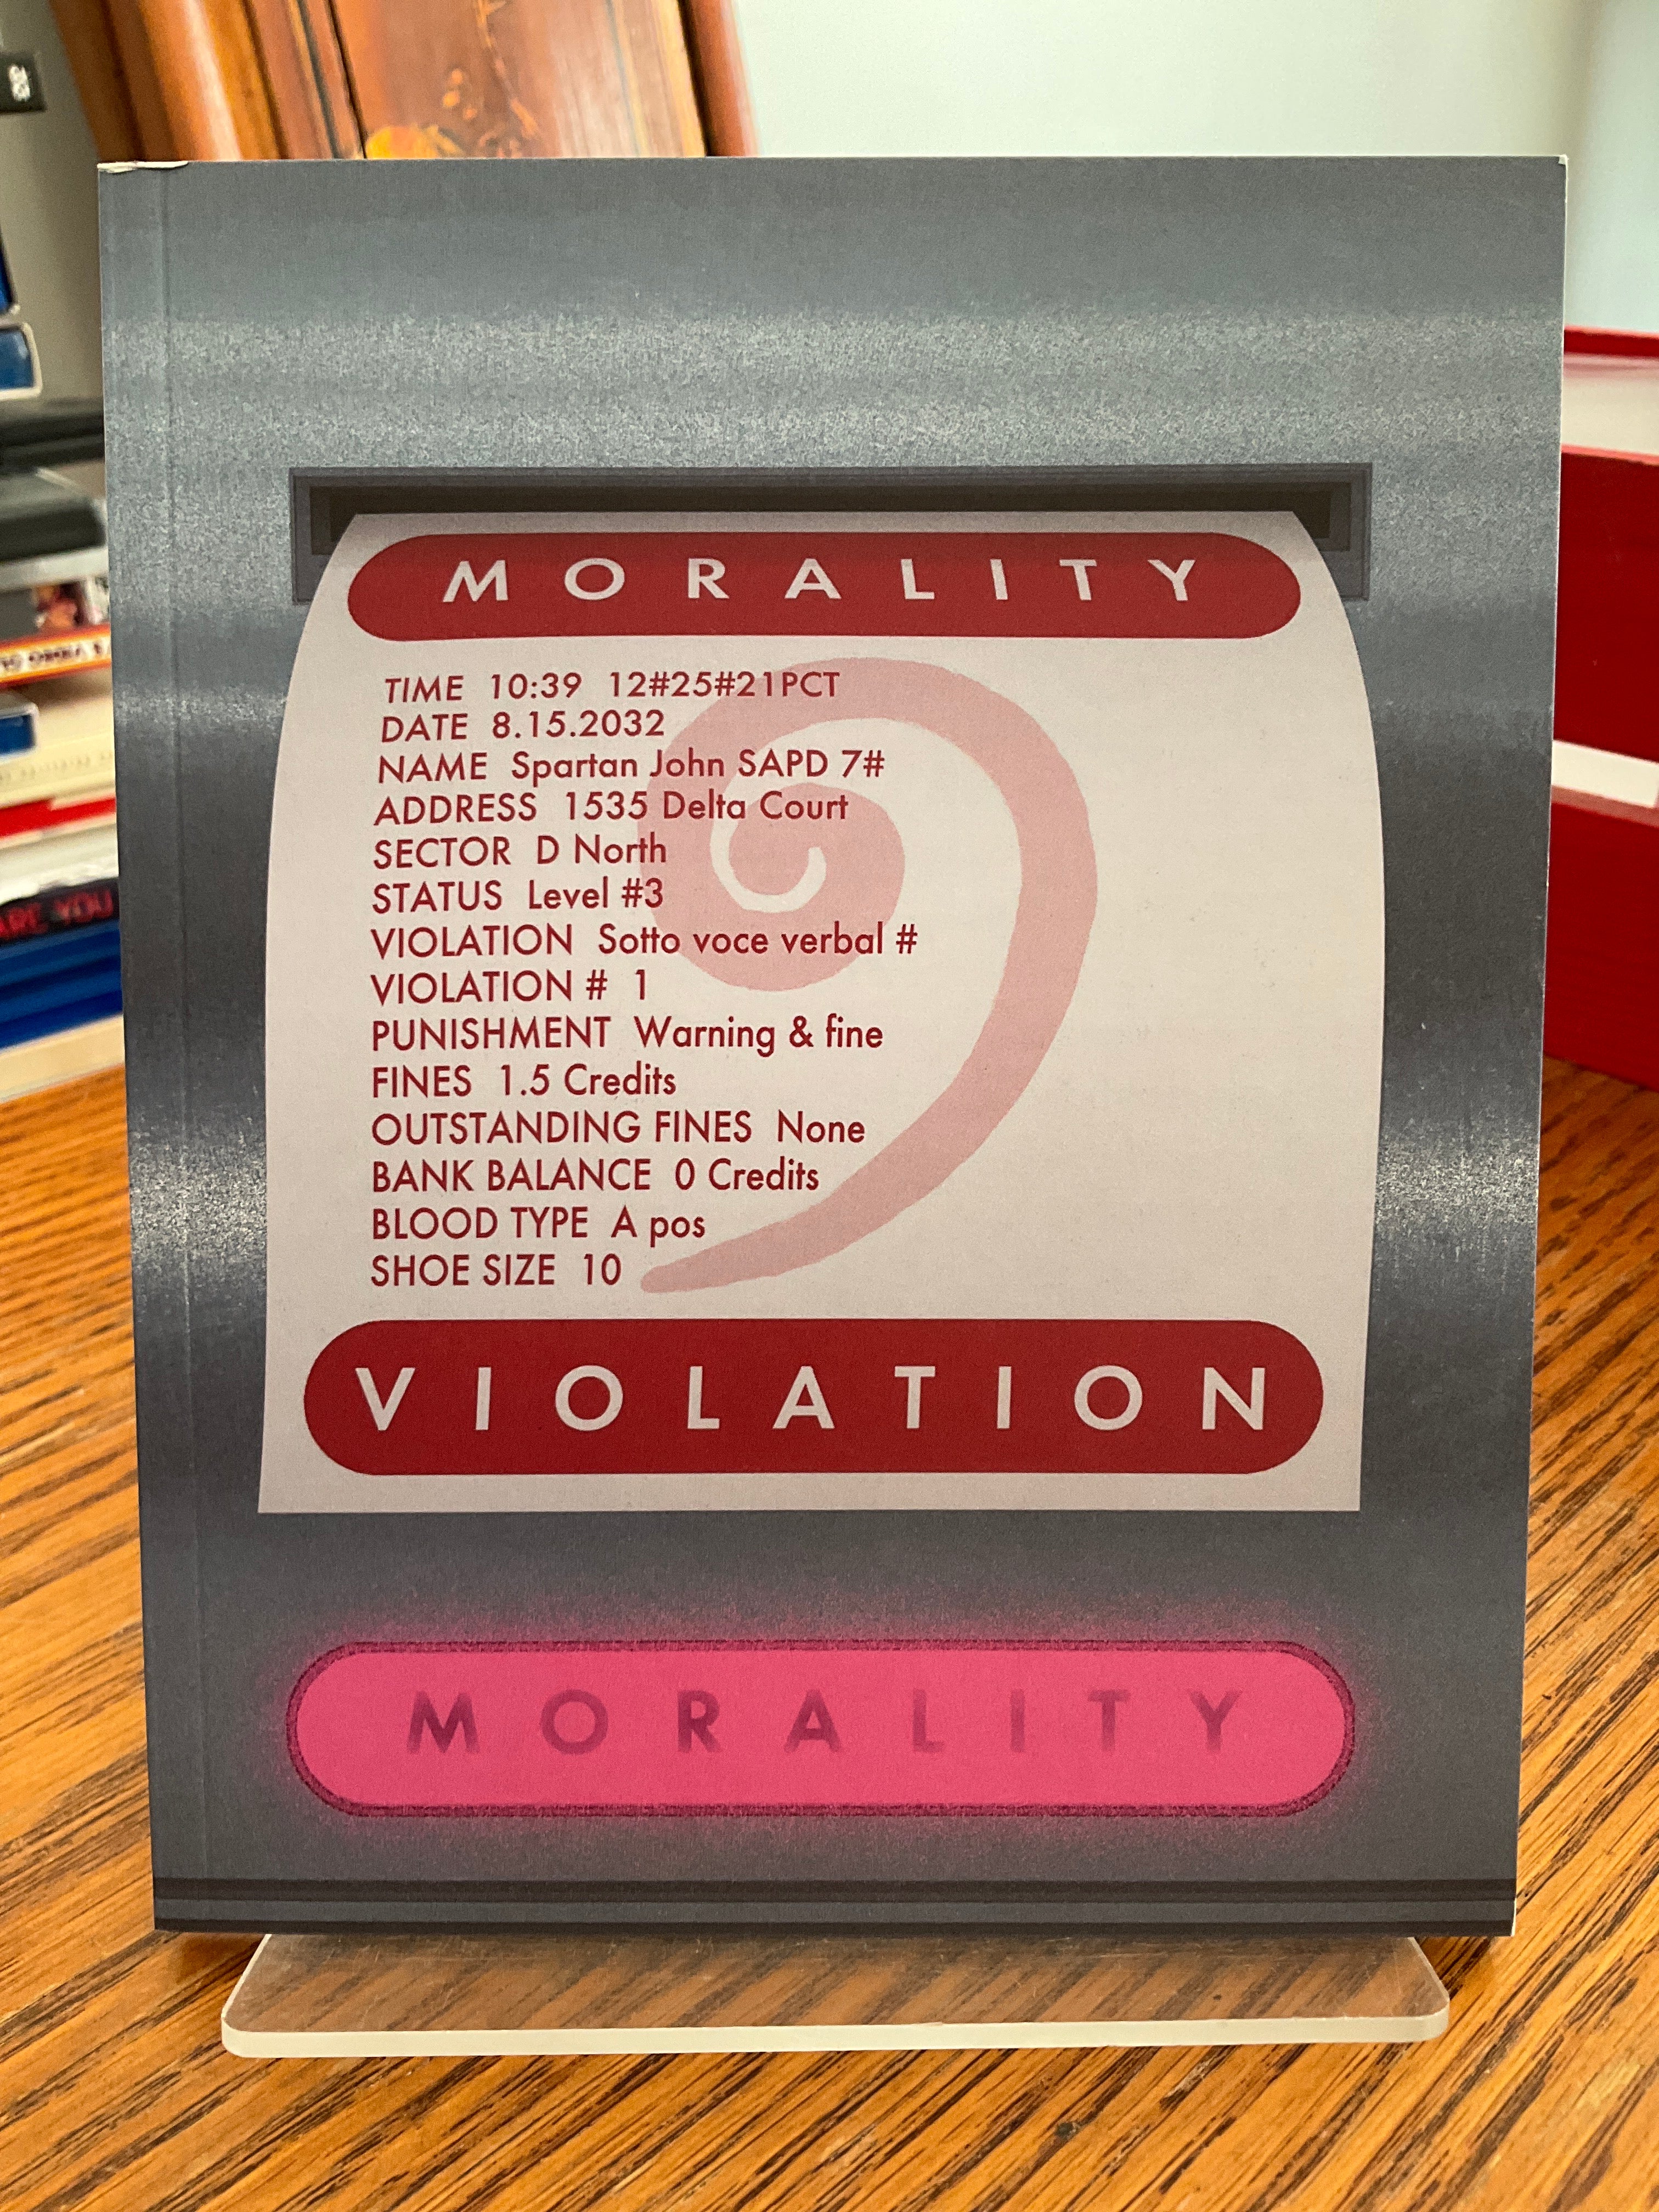 MORALITY
TIME 10:39 12#25#21PCT
DATE 8.15.2032
NAME Spartan John SAPD 7#
ADDRESS 1535 Delta Court
SECTOR D North
STATUS Level #3
VIOLATION Sotto voce verbal #
VIOLATION # 1
PUNISHMENT Warning & fine
FINES 1.5 Credits
OUTSTANDING FINES None
BANK BALANCE 0 Credits
BLOOD TYPE A pos
SHOE SIZE 10
VIOLATION
MORALITY
ARE YOU